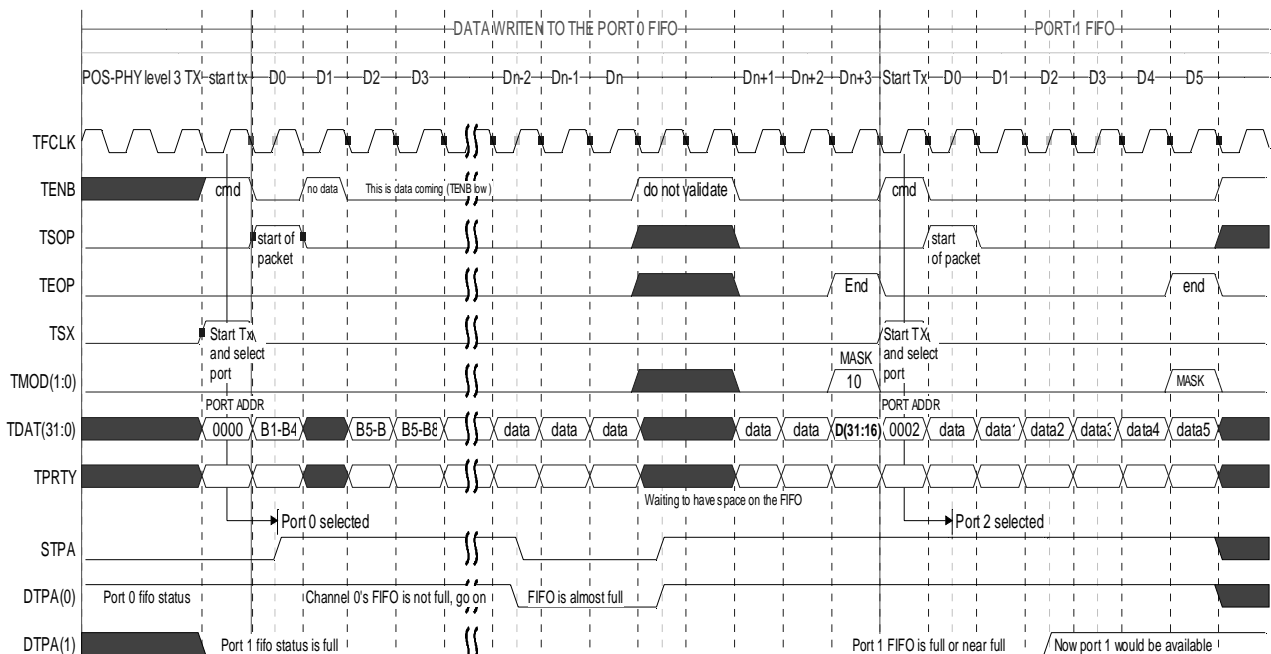 DATA WRITEN TO THE PORT 0 FIFO PORT 1 FIFO
POS-PHY level 3 TX start tx D0 D1 D2 D3 Dn-2 Dn-1 Dn Dn+1 Dn+2 Dn+3 Start Tx D0 D1 D2 D3 D4 D5
TFCLK
TENB cmd no data This is data coming (TENB low) do not validate cmd
TSOP start of start
packet of packet
TEOP End end
TSX Start Tx Start TX
and select and select
port port
MASK
TMOD(1:0) 10 MASK
PORT ADDR PORT ADDR
TDAT(31:0) 0000 B1-B4 B5-B B5-B8 data data data data data D(31:16) 0002 data data1 data2 data3 data4 data5
TPRTY
Waiting to have space on the FIFO
Port 0 selected Port 2 selected
STPA
DTPA(0) Port 0 fifo status Channel 0's FIFO is not full, go on FIFO is almost full
DTPA(1) Port 1 fifo status is full Port 1 FIFO is full or near full Now port 1 would be available